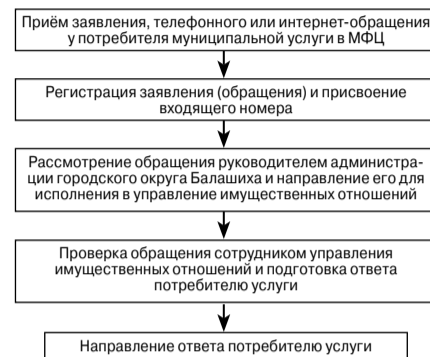 Приём заявления, телефонного или интернет-обращения
у потребителя муниципальной услуги в МФЦ
Регистрация заявления (обращения) и присвоение
входящего номера
Рассмотрение обращения руководителем администра-
ции городского округа Балашиха и направление его для
исполнения в управление имущественных отношений
Проверка обращения сотрудником управления
имущественных отношений и подготовка ответа
потребителю услуги
Направление ответа потребителю услуги